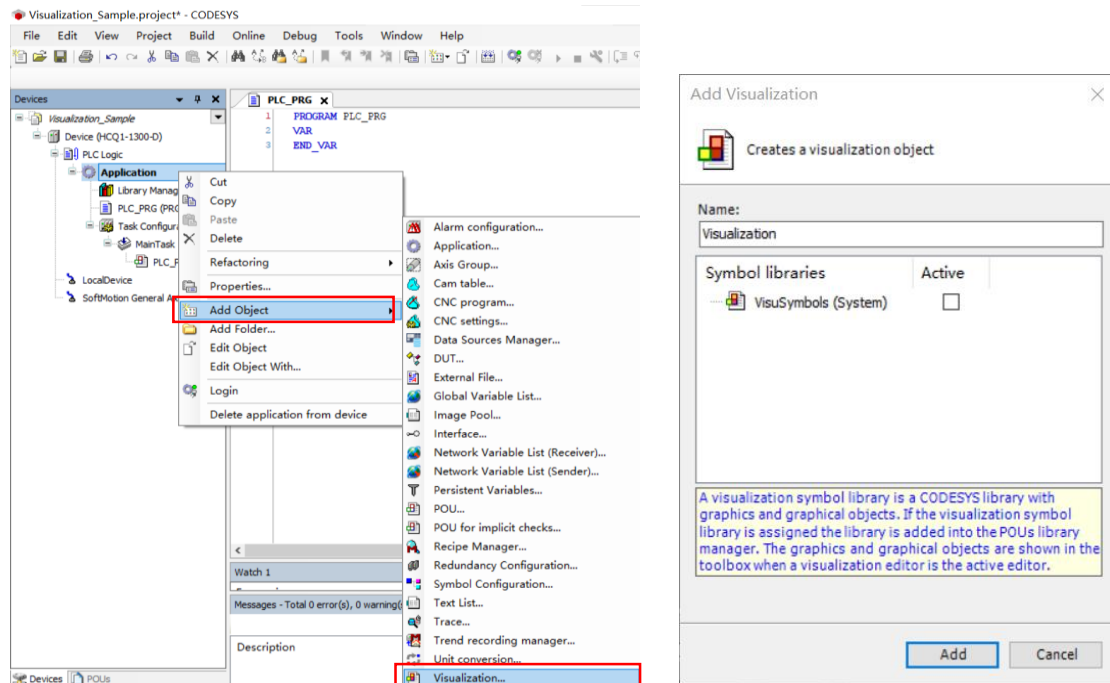 Visualization_Sample.project* - CODESYS
File Edit View Project Build Online Debug Tools Window Help
Devices
Visualization_Sample
Device (HCQ1-1300-D)
PLC Logic
Application
Library Manag
PLC_PRG (PRG
Task Configur
MainTask
PLC_P
LocalDevice
SoftMotion General A
Devices
POUs
PLC_PRG
1 PROGRAM PLC_PRG
2 VAR
3 END_VAR
Cut
Copy
Paste
Delete
Refactoring
Properties...
Add Object
Add Folder...
Edit Object
Edit Object With...
Login
Delete application from device
Alarm configuration...
Application...
Axis Group...
Cam table...
CNC program...
CNC settings...
Data Sources Manager...
DUT...
External File...
Global Variable List...
Image Pool...
Interface...
Network Variable List (Receiver)...
Network Variable List (Sender)...
Persistent Variables...
POU...
POU for implicit checks...
Recipe Manager...
Redundancy Configuration...
Symbol Configuration...
Text List...
Trace...
Trend recording manager...
Unit conversion...
Visualization...
Watch 1
Messages - Total 0 error(s), 0 warning(
Description
Add Visualization
Creates a visualization object
Name:
Visualization
Symbol libraries Active
VisuSymbols (System)
A visualization symbol library is a CODESYS library with
graphics and graphical objects. If the visualization symbol
library is assigned the library is added into the POUs library
manager. The graphics and graphical objects are shown in the
toolbox when a visualization editor is the active editor.
Add Cancel